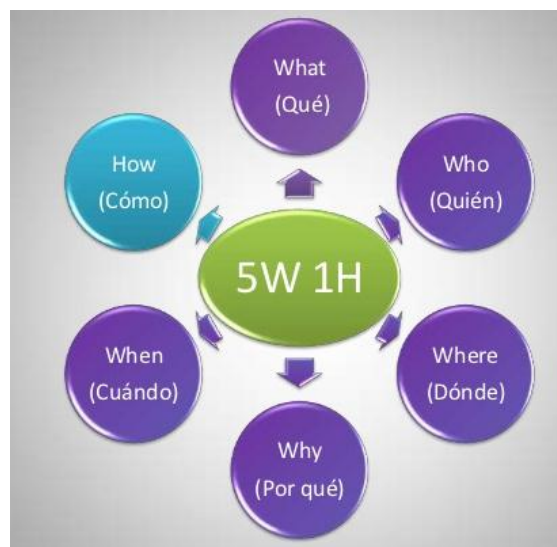 What
(Qué)
How
(Cómo)
Who
(Quién)
5W 1H
When
(Cuándo)
Where
(Dónde)
Why
(Por qué)